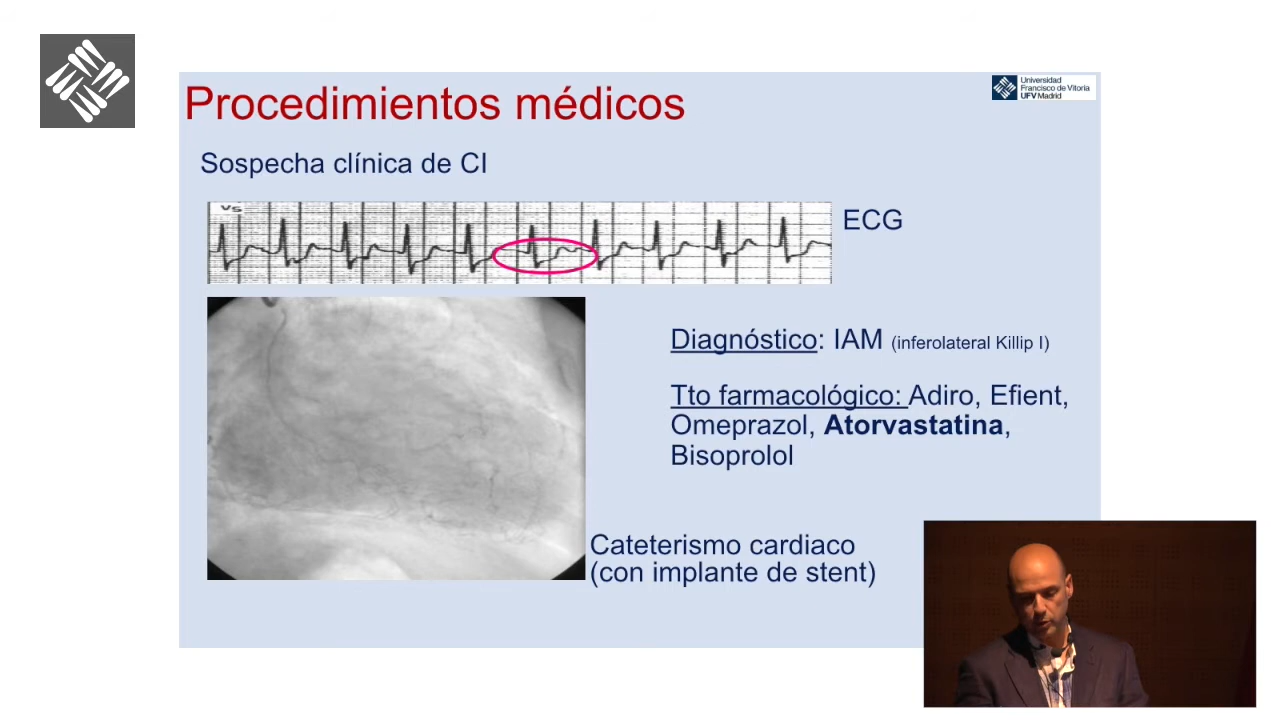 Procedimientos médicos
Universidad
Francisco de Vitoria
UFV Madrid
Sospecha clínica de CI
V5
ECG
Diagnóstico: IAM (inferolateral Killip I)
Tto farmacológico: Adiro, Efient,
Omeprazol, Atorvastatina,
Bisoprolol
Cateterismo cardiaco
(con implante de stent)